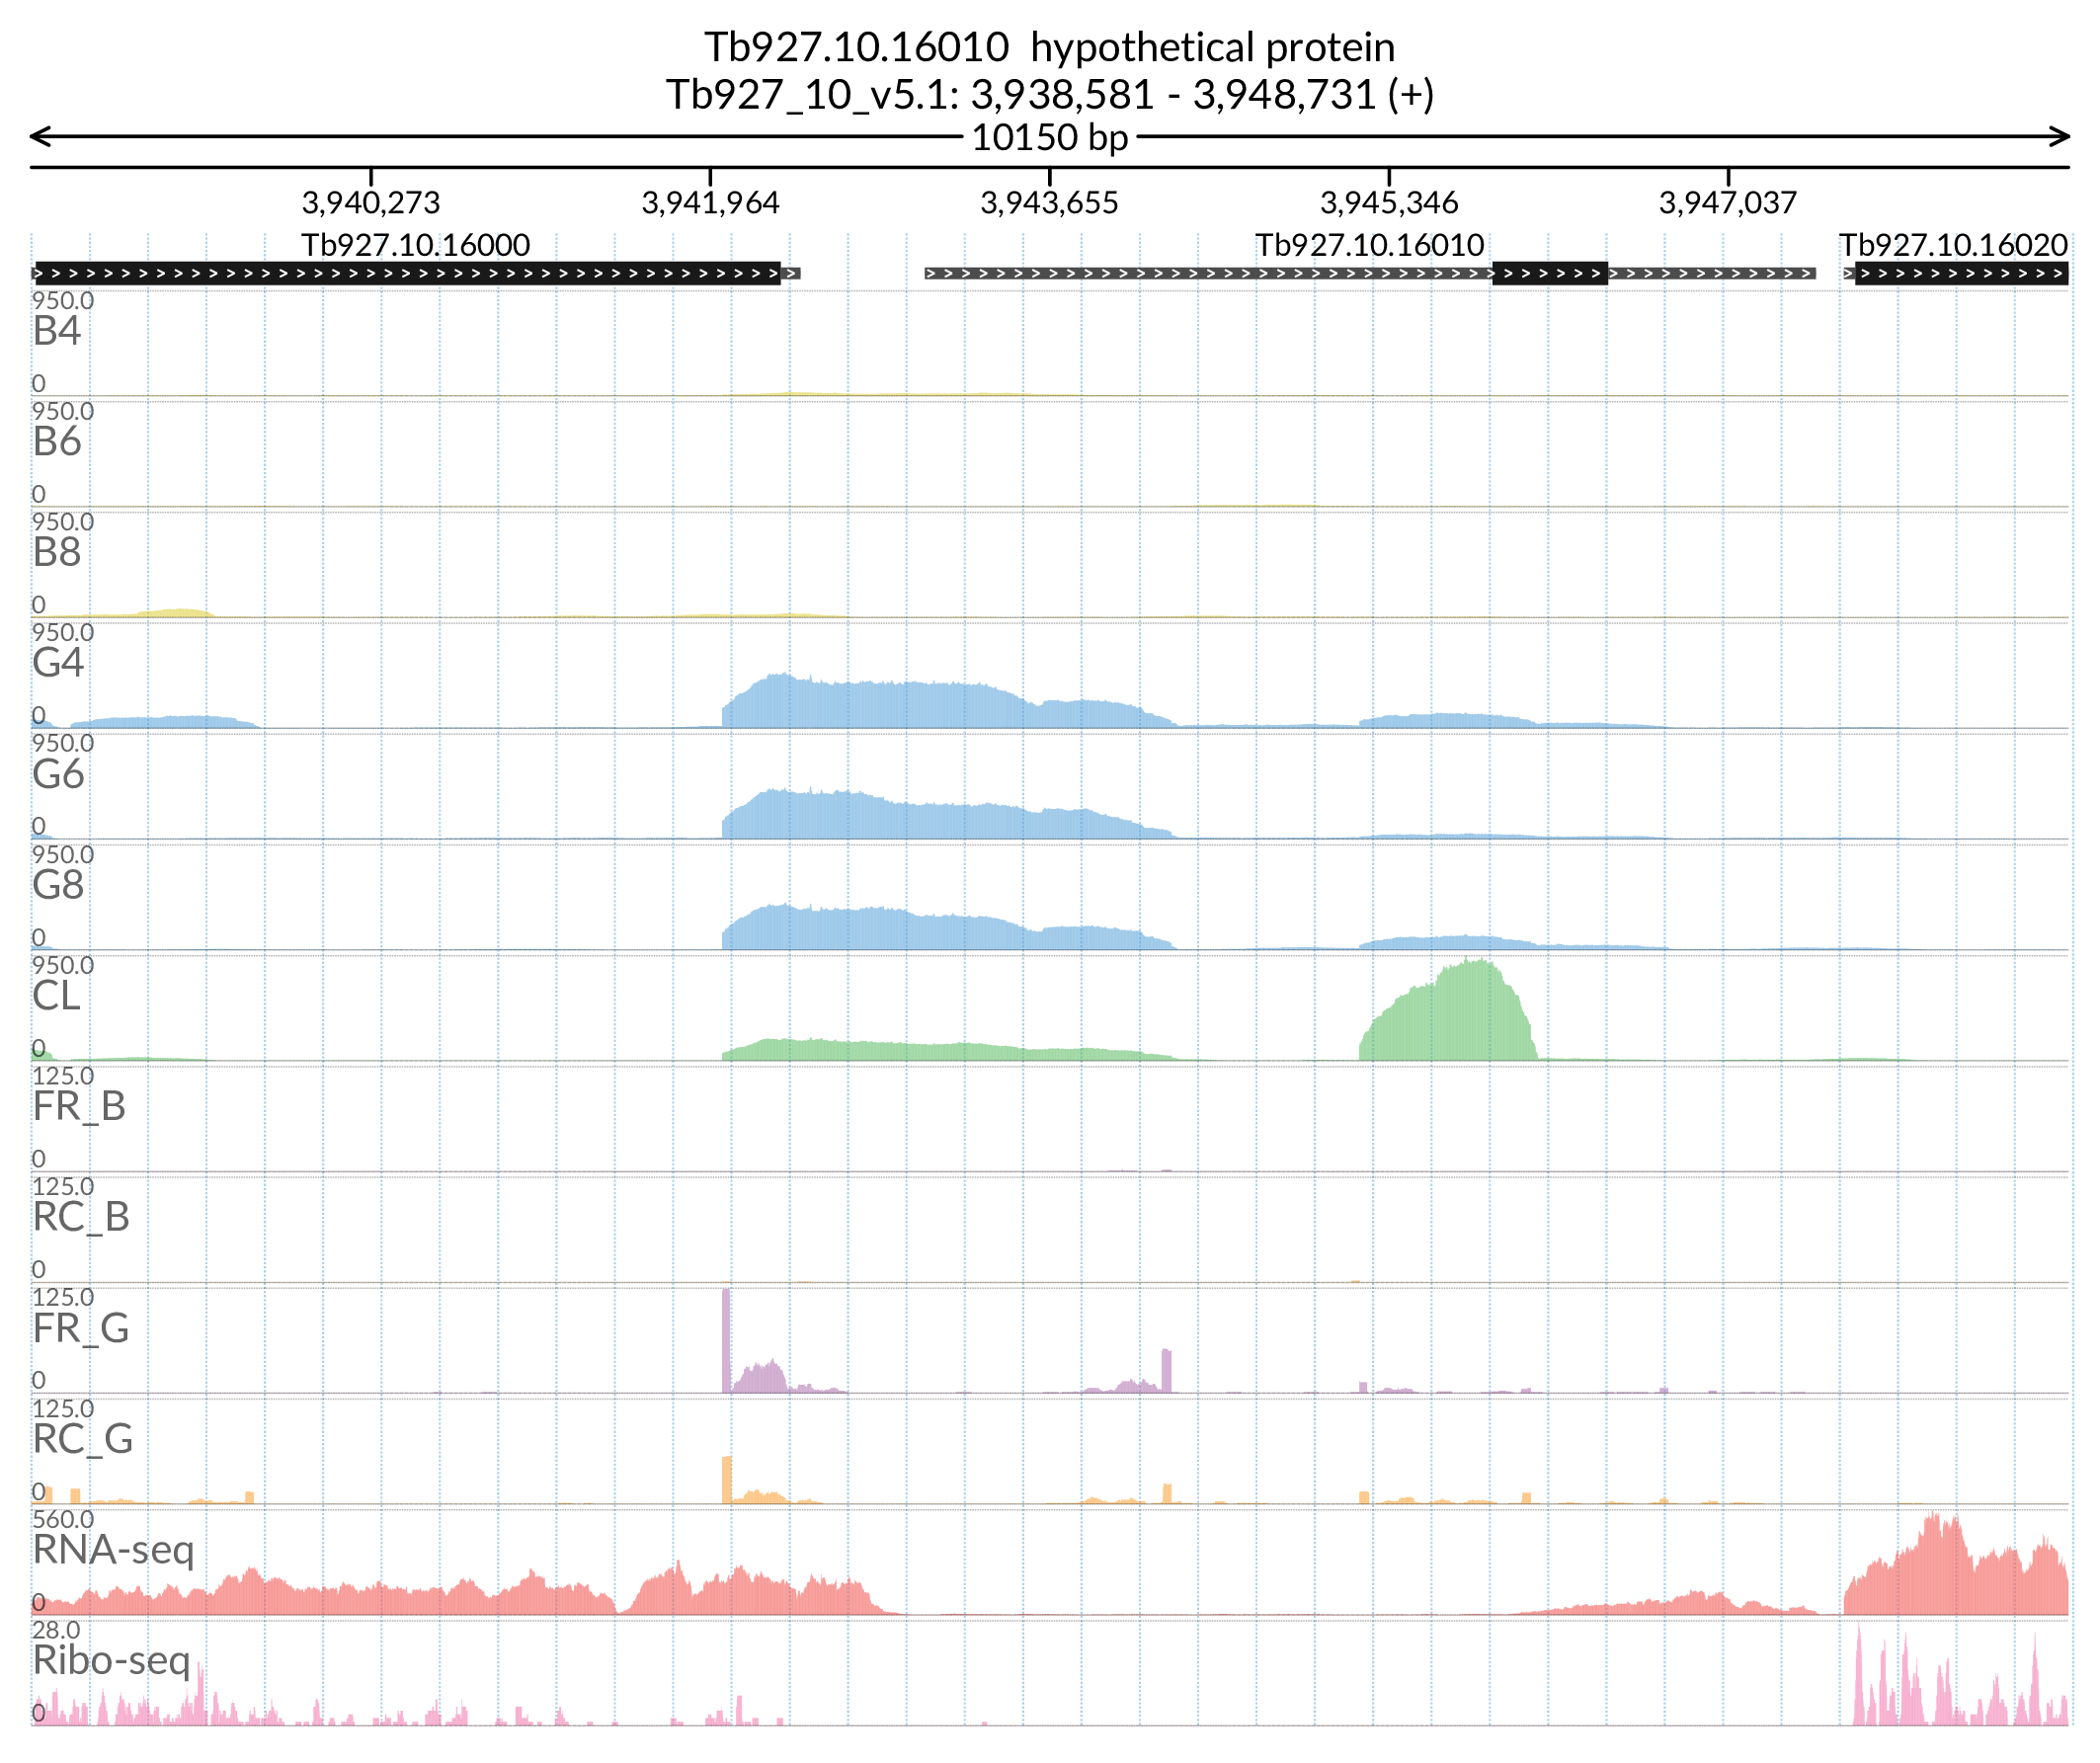 Tb927.10.16010  hypothetical protein
Tb927_10_v5.1: 3,938,581 - 3,948,731 (+)
10150 bp
3,940,273 3,941,964 3,943,655 3,945,346 3,947,037
Tb927.10.16000 Tb927.10.16010 Tb927.10.16020
950.0
B4
0
950.0
B6
0
950.0
B8
0
950.0
G4
0
950.0
G6
0
950.0
G8
0
950.0
CL
0
125.0
FR_B
0
125.0
RC_B
0
125.0
FR_G
0
125.0
RC_G
0
560.0
RNA-seq
0
28.0
Ribo-seq
0